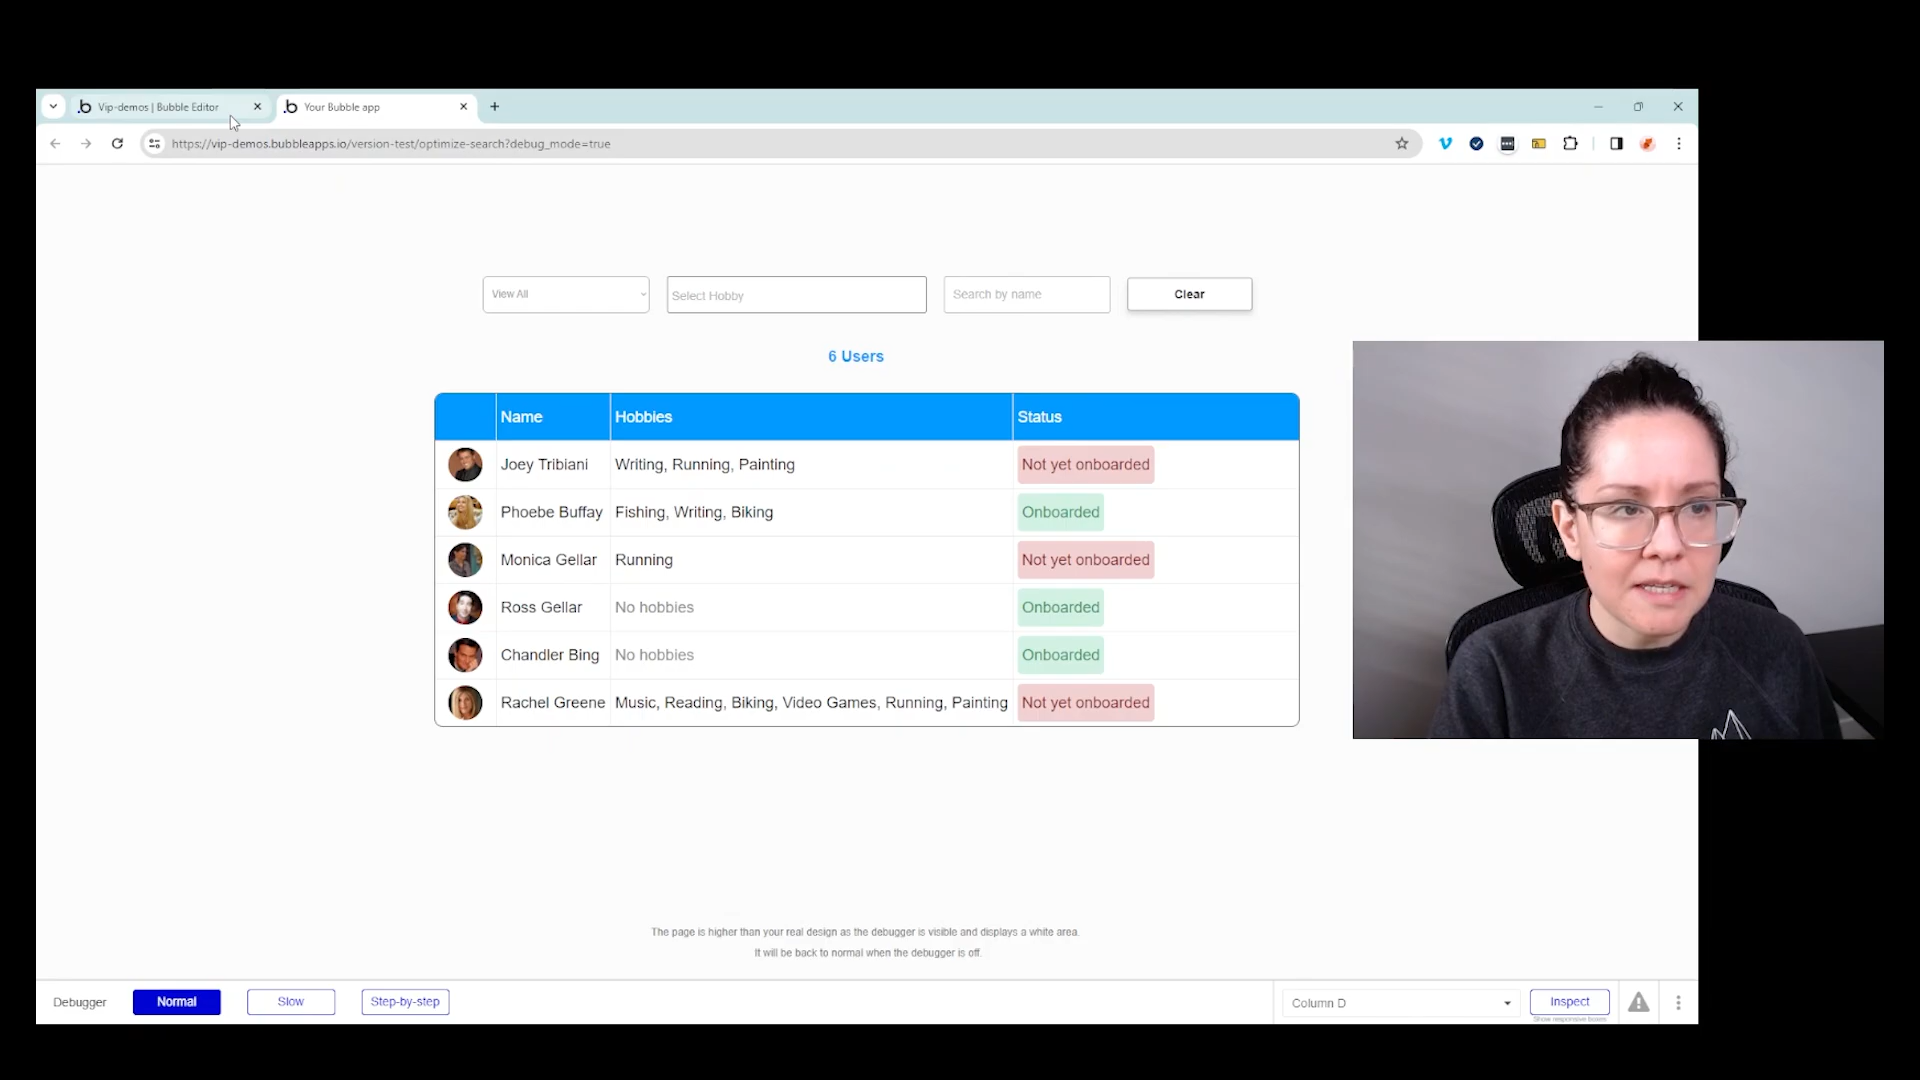 Vip-demos | Bubble Editor
Your Bubble app
https://vip-demos.bubbleapps.io/version-test/optimize-search?debug_mode=true
View All
Select Hobby
Search by name
Clear
6 Users
Name Hobbies Status
Joey Tribiani Writing, Running, Painting Not yet onboarded
Phoebe Buffay Fishing, Writing, Biking Onboarded
Monica Gellar Running Not yet onboarded
Ross Gellar No hobbies Onboarded
Chandler Bing No hobbies Onboarded
Rachel Greene Music, Reading, Biking, Video Games, Running, Painting Not yet onboarded
The page is higher than your real design as the debugger is visible and displays a white area.
It will be back to normal when the debugger is off.
Debugger Normal Slow Step-by-step
Column D
Inspect
Show responsive boxes